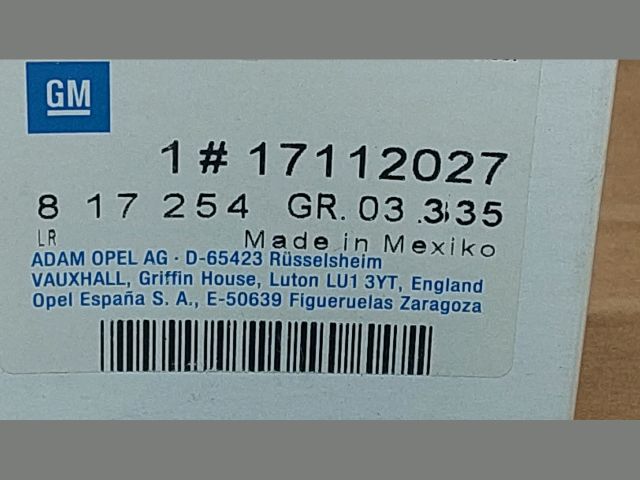 GM
1 # 17112027
8 17 254 GR. 03.335
LR Made in Mexiko
ADAM OPEL AG · D-65423 Rüsselsheim
VAUXHALL, Griffin House, Luton LU1 3YT, England
Opel España S. A., E-50639 Figueruelas Zaragoza